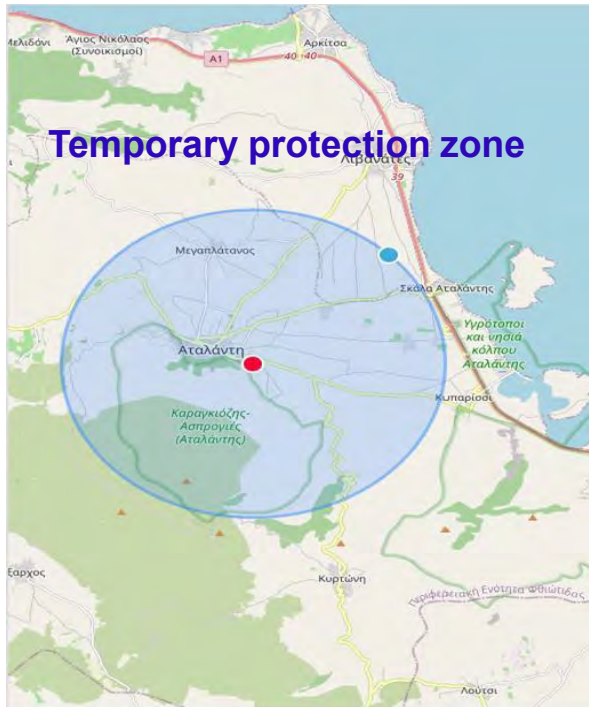 Μελιδόνι
Άγιος Νικόλαος
(Συνοικισμοί)
Αρκίτσα
A1
40
40
Temporary protection zone
Λιβανάτες
39
Μεγαπλάτανος
Σκάλα Αταλάντης
Αταλάντη
Υγρότοποι
και νησιά
κόλπου
Αταλάντης
Κυπαρίσσι
Καραγκιόζης-
Ασπρογιές
(Αταλάντης)
ξαρχος
Κυρτώνη
Περιφερειακή Ενότητα Φθιώτιδας
Λούτσι